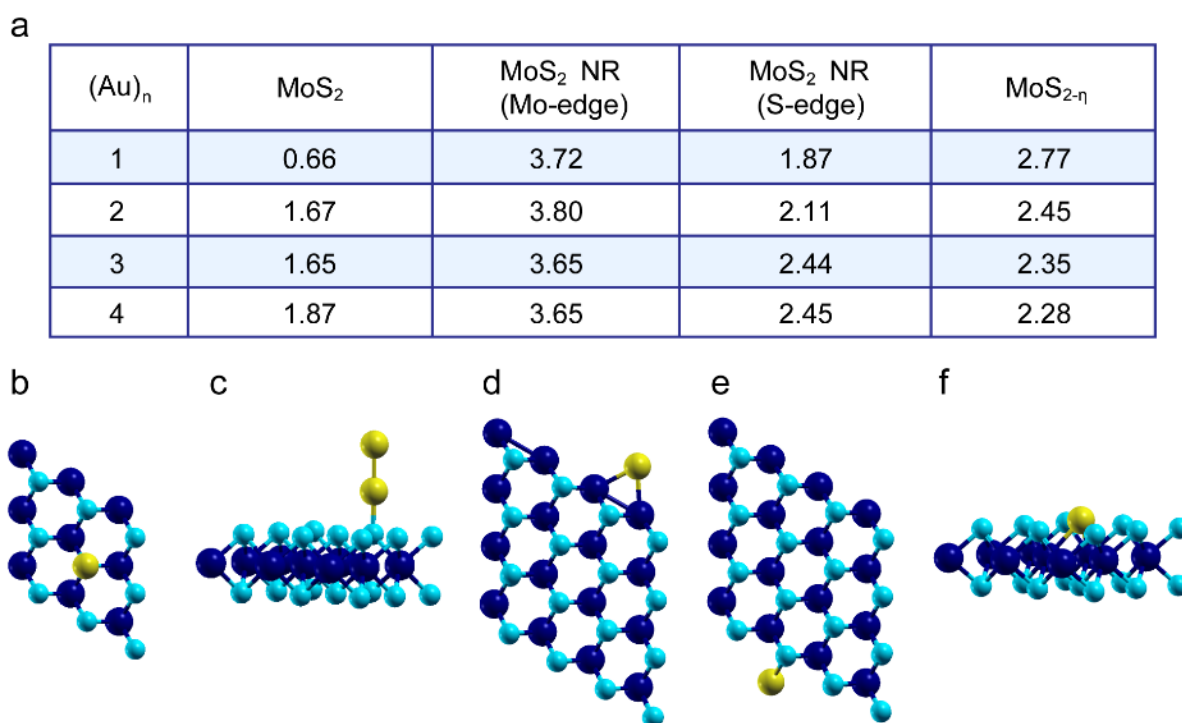 a
(Au)n MoS2 MoS2 NR (Mo-edge) MoS2 NR (S-edge) MoS2-η
1 0.66 3.72 1.87 2.77
2 1.67 3.80 2.11 2.45
3 1.65 3.65 2.44 2.35
4 1.87 3.65 2.45 2.28
b c d e f